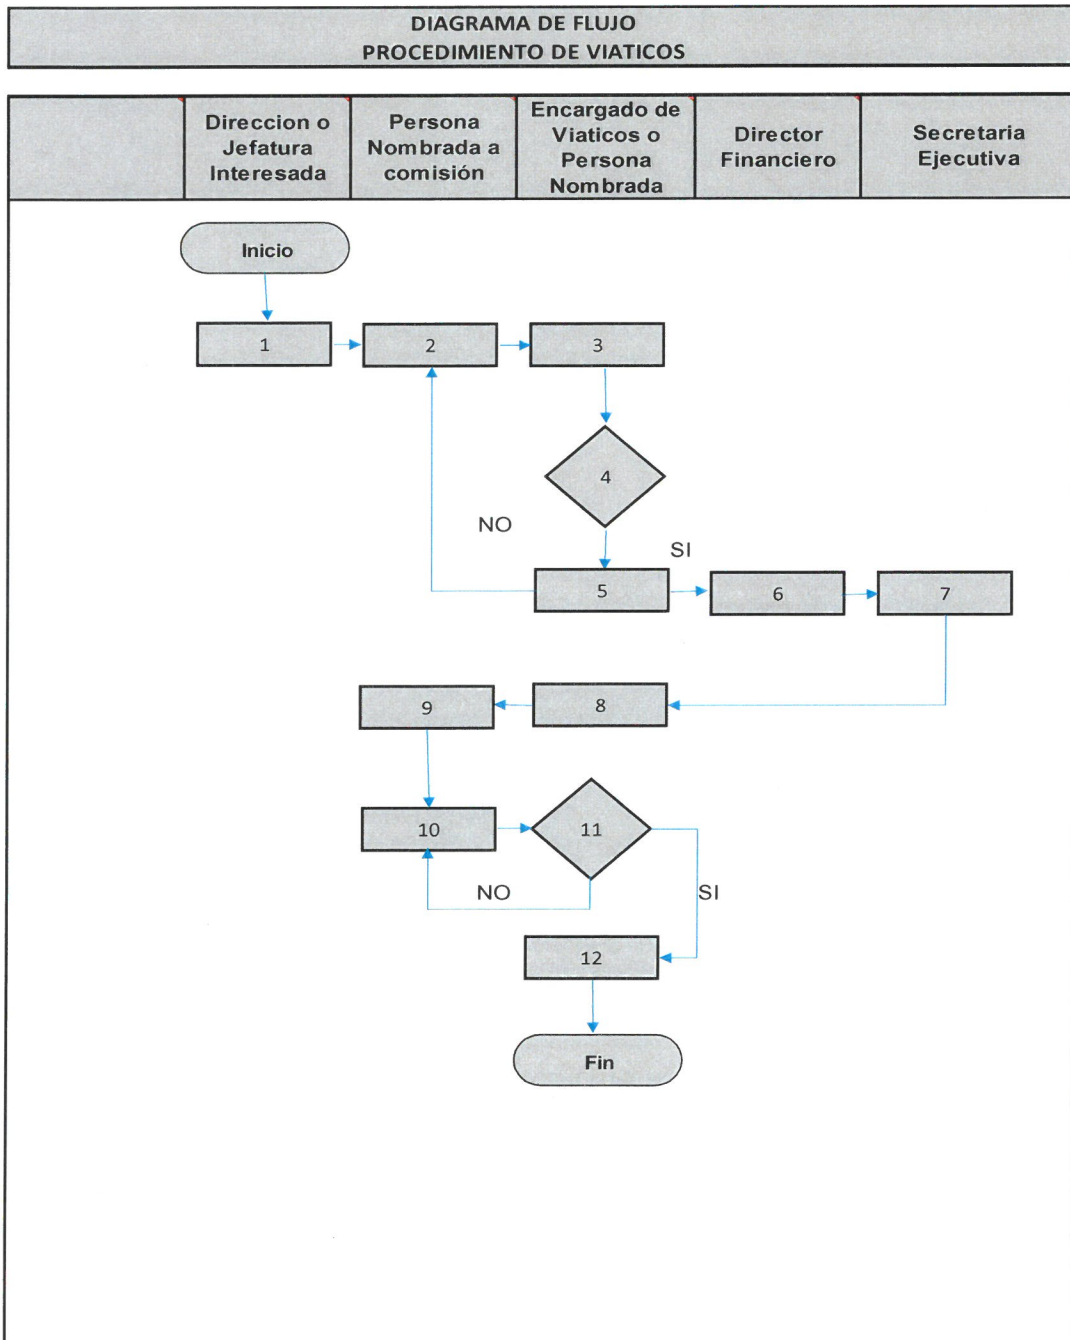 DIAGRAMA DE FLUJO
PROCEDIMIENTO DE VIATICOS
Direccion o
Jefatura
Interesada
Persona
Nombrada a
comisión
Encargado de
Viaticos o
Persona
Nombrada
Director
Financiero
Secretaria
Ejecutiva
Inicio
1
2
3
4
NO
SI
5
6
7
9
8
10
11
NO
SI
12
Fin